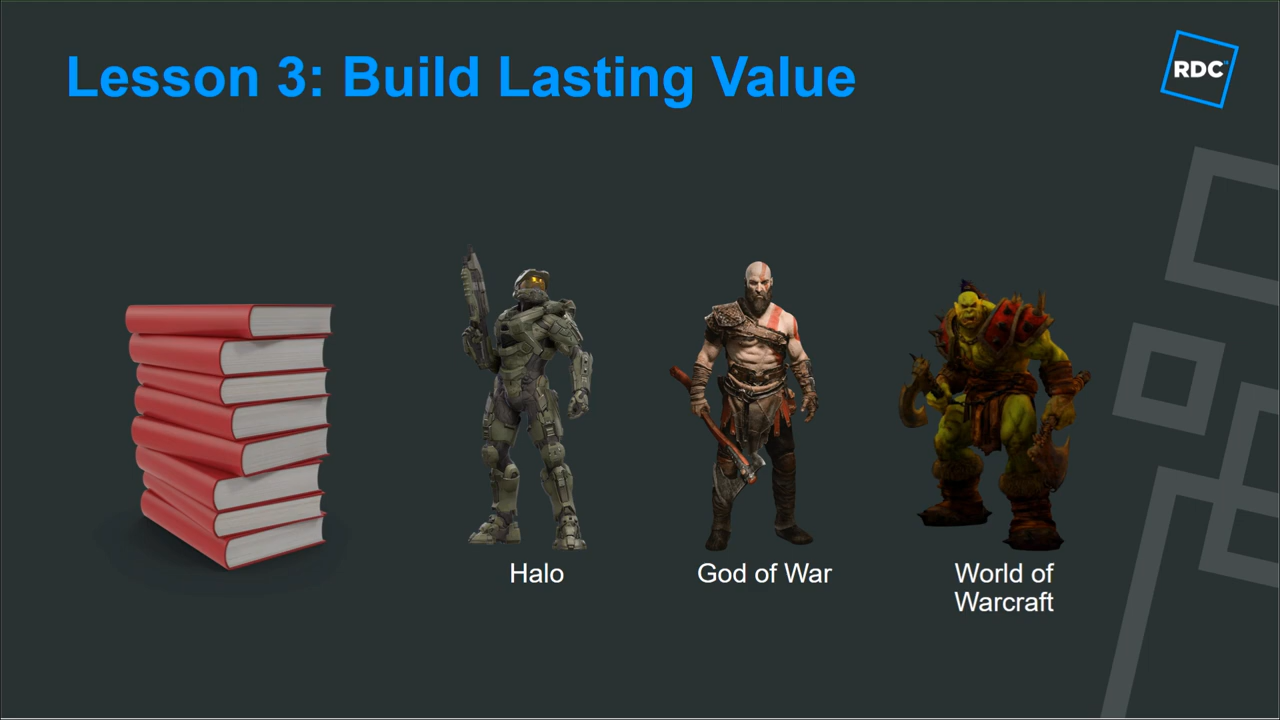 Lesson 3: Build Lasting Value
RDC
Halo
God of War
World of
Warcraft